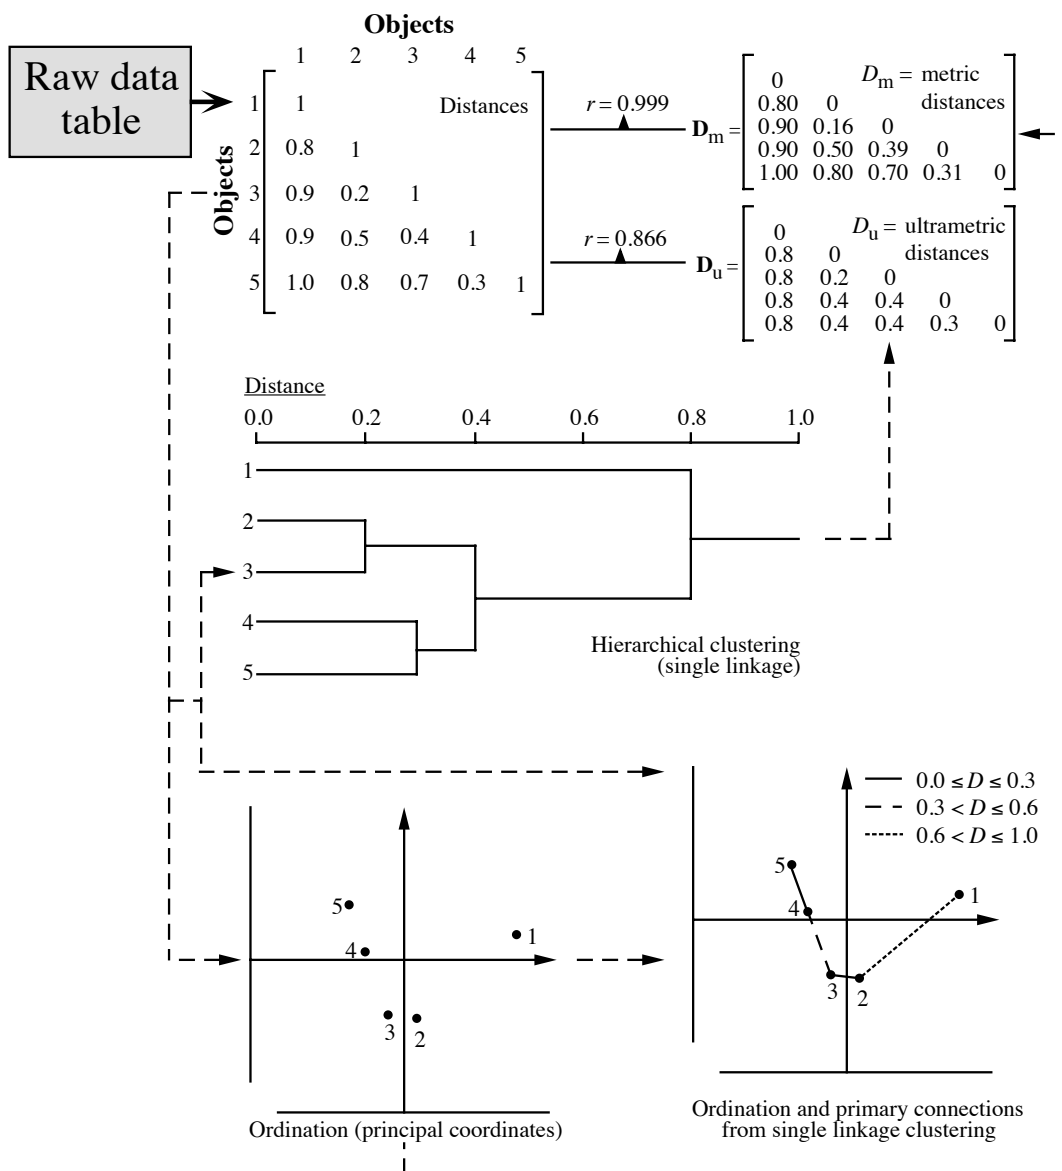 Objects
1 2 3 4 5
Raw data
table
Objects
1 1
2 0.8 1
3 0.9 0.2 1
4 0.9 0.5 0.4 1
5 1.0 0.8 0.7 0.3 1
Distances
r = 0.999
Dm =
0
0.80 0
0.90 0.16 0
0.90 0.50 0.39 0
1.00 0.80 0.70 0.31 0
Dm = metric
distances
r = 0.866
Du =
0
0.8 0
0.8 0.2 0
0.8 0.4 0.4 0
0.8 0.4 0.4 0.3 0
Du = ultrametric
distances
Distance
0.0 0.2 0.4 0.6 0.8 1.0
1
2
3
4
5
Hierarchical clustering
(single linkage)
5
4
1
3
2
Ordination (principal coordinates)
0.0 ≤ D ≤ 0.3
0.3 < D ≤ 0.6
0.6 < D ≤ 1.0
5
4
1
3
2
Ordination and primary connections
from single linkage clustering